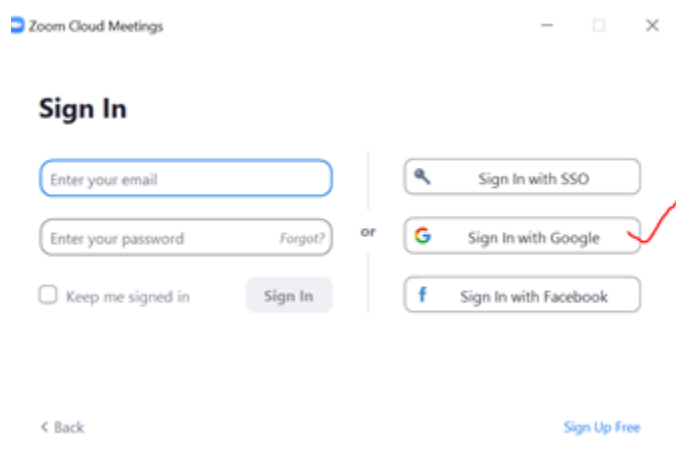 Zoom Cloud Meetings
Sign In
Enter your email
Enter your password
Forgot?
Keep me signed in
Sign In
or
Sign In with SSO
Sign In with Google
Sign In with Facebook
Back
Sign Up Free